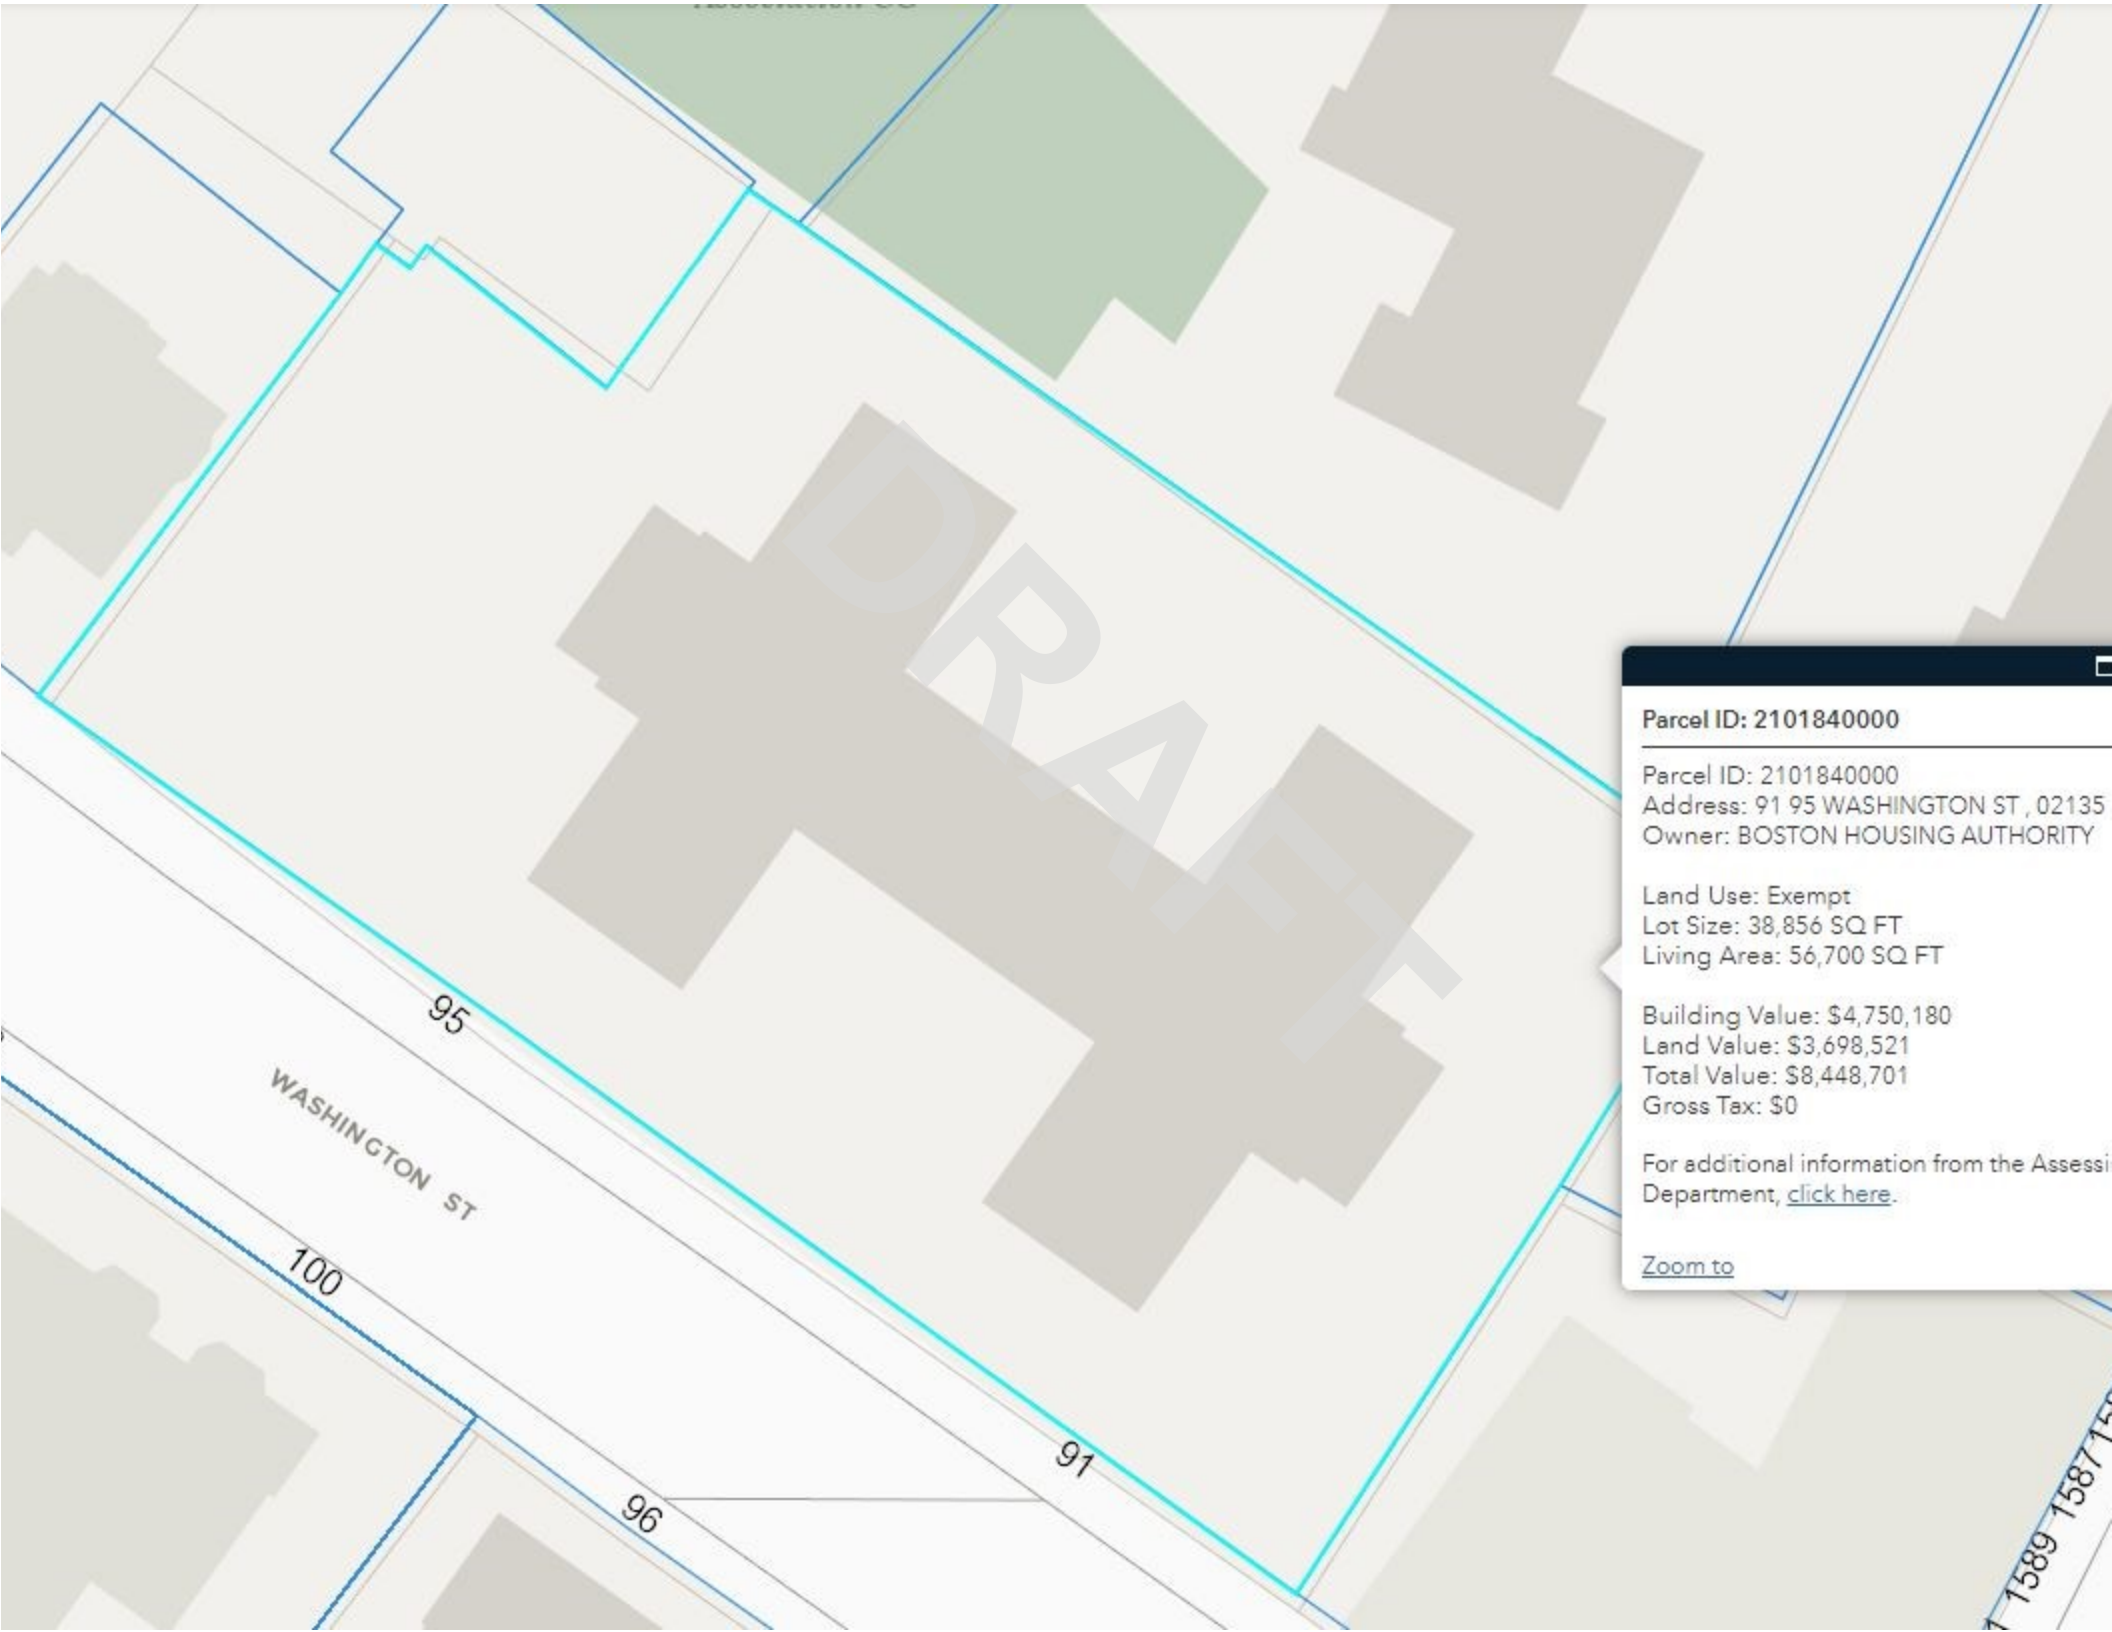 Association CG
DRAFT
Parcel ID: 2101840000
Parcel ID: 2101840000
Address: 91 95 WASHINGTON ST , 02135
Owner: BOSTON HOUSING AUTHORITY
Land Use: Exempt
Lot Size: 38,856 SQ FT
Living Area: 56,700 SQ FT
Building Value: $4,750,180
Land Value: $3,698,521
Total Value: $8,448,701
Gross Tax: $0
For additional information from the Assessi
Department, click here.
Zoom to
95
WASHINGTON ST
100
91
96
1587
1589